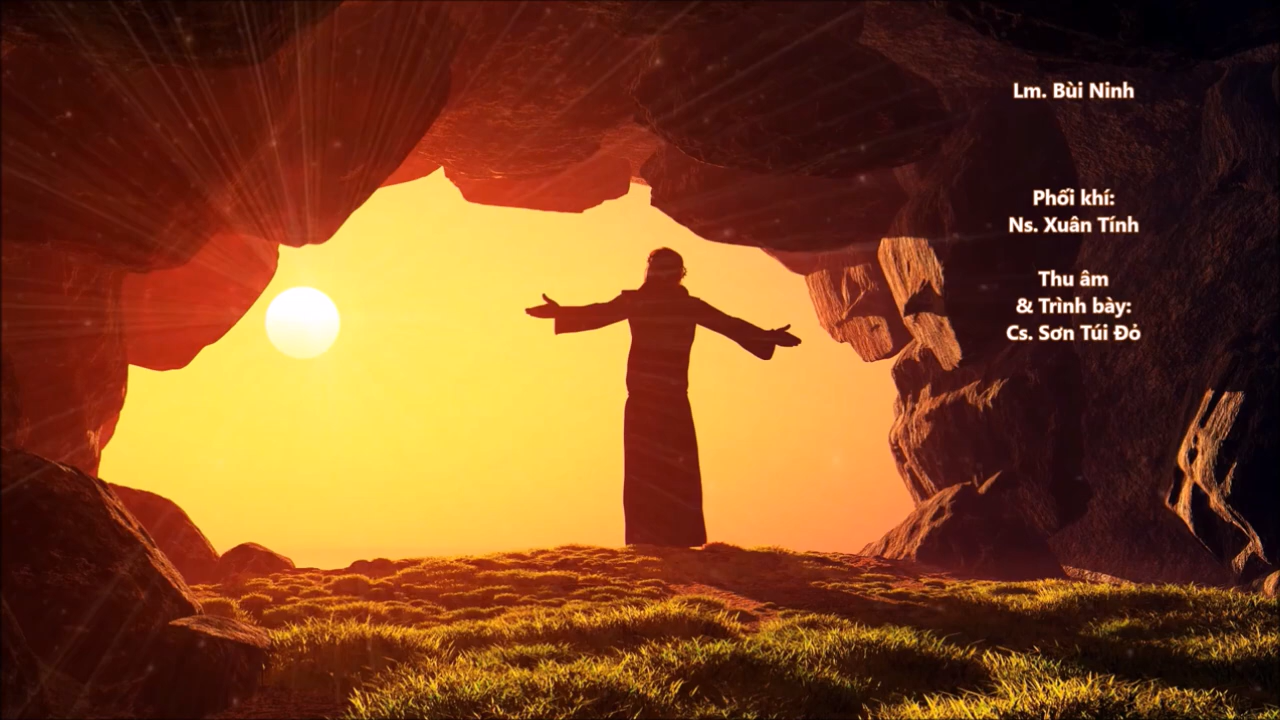 Lm. Bùi Ninh
Phối khí:
Ns. Xuân Tính
Thu âm
& Trình bày:
Cs. Sơn Túi Đỏ